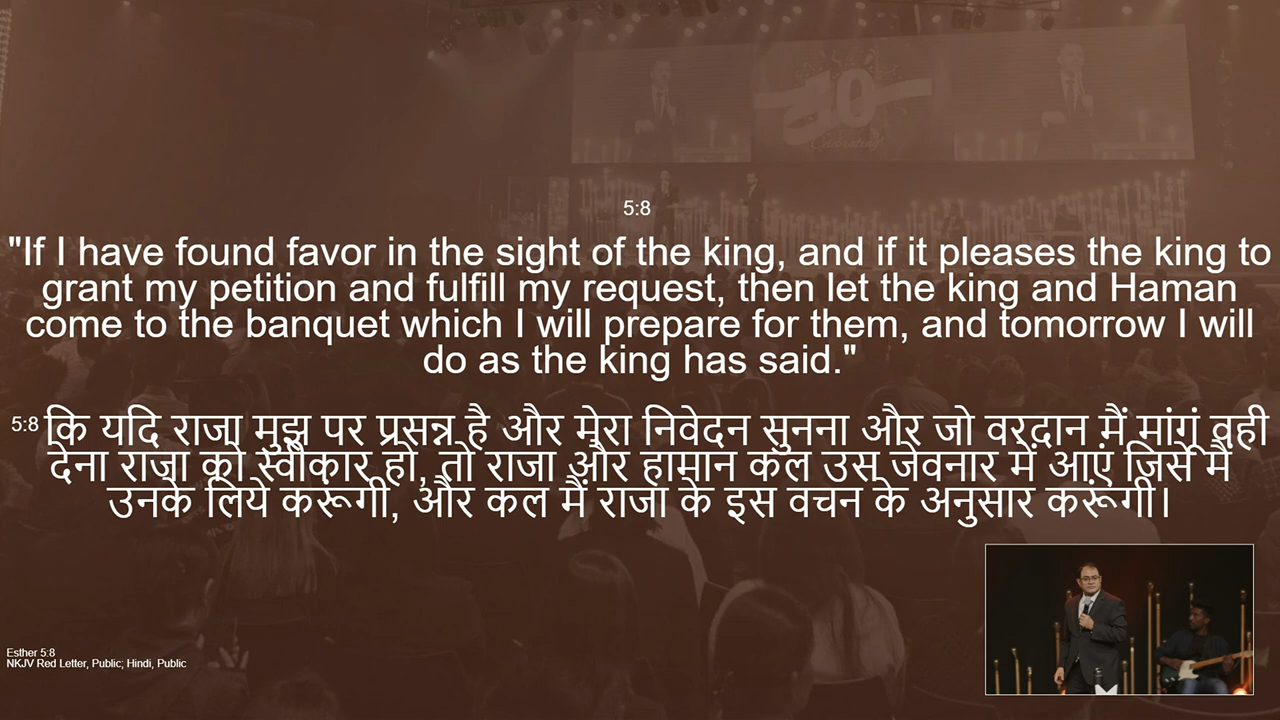 10
Celebrating
5:8
"If I have found favor in the sight of the king, and if it pleases the king to
grant my petition and fulfill my request, then let the king and Haman
come to the banquet which I will prepare for them, and tomorrow I will
do as the king has said."
5:8 कि यदि राजा मुझ पर प्रसन्न है और मेरा निवेदन सुनना और जो वरदान मैं मांगूं वही
देना राजा को स्वीकार हो, तो राजा और हामान कल उस जेवनार में आएं जिसे मैं
उनके लिये करूंगी, और कल मैं राजा के इस वचन के अनुसार करूंगी।
Esther 5:8
NKJV Red Letter, Public; Hindi, Public